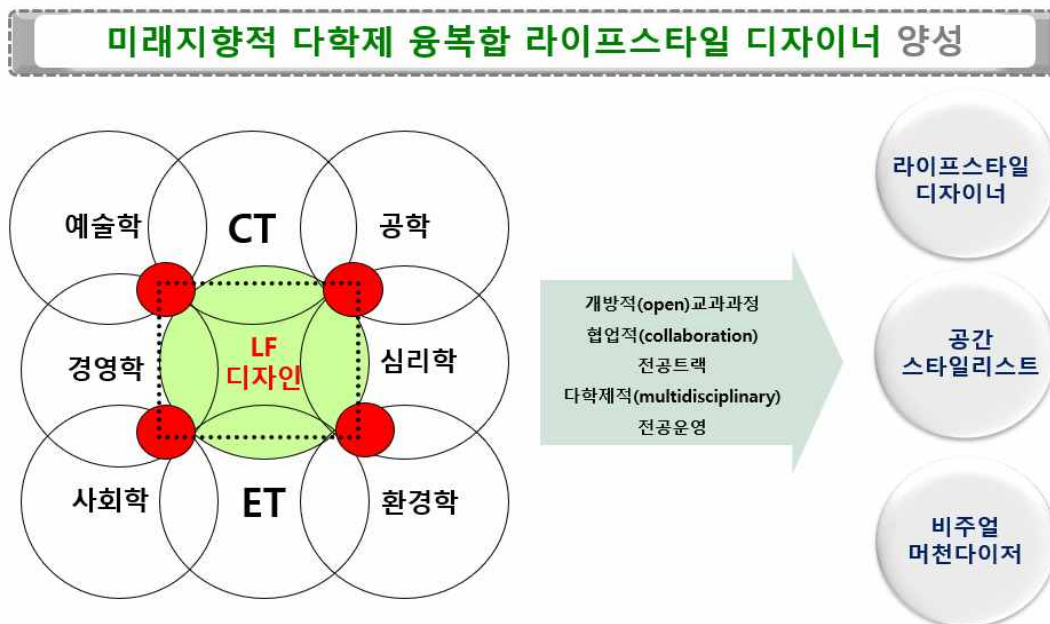 미래지향적 다학제 융복합 라이프스타일 디자이너 양성
예술학
CT
공학
경영학
LF
디자인
심리학
사회학
ET
환경학
개방적(open)교과과정
협업적(collaboration)
전공트랙
다학제적(multidisciplinary)
전공운영
라이프스타일
디자이너
공간
스타일리스트
비주얼
머천다이저